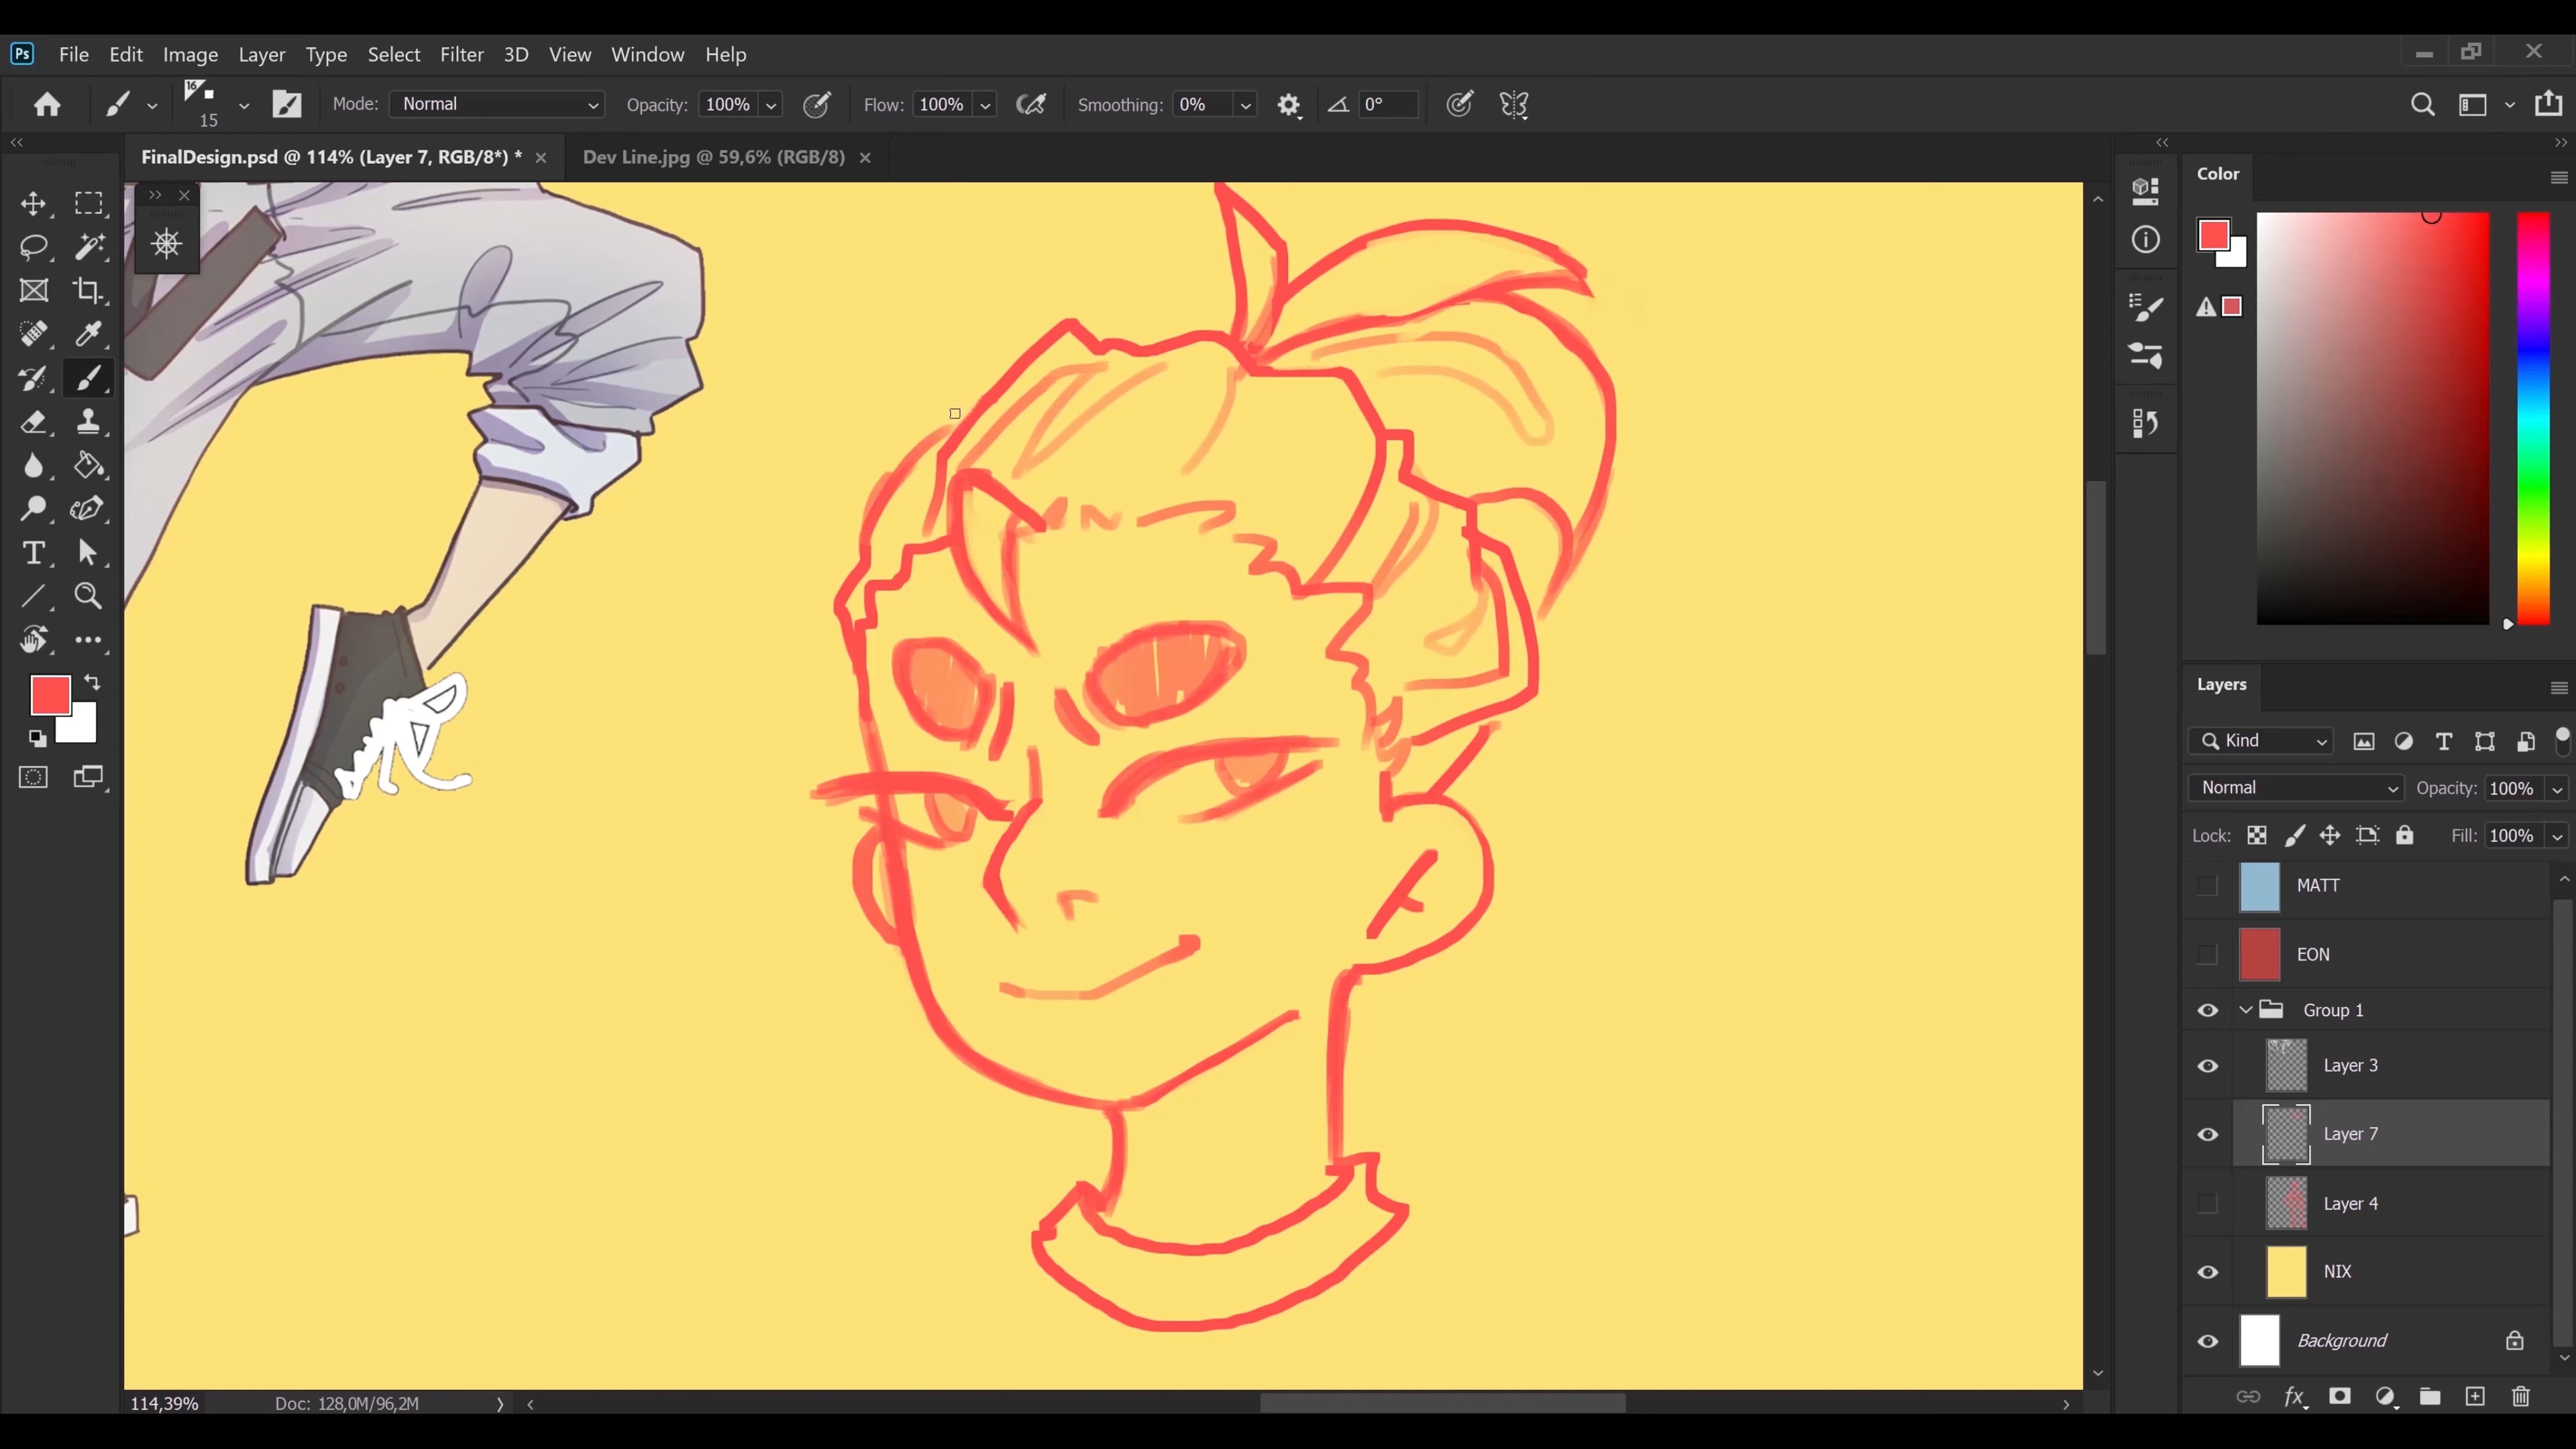 Ps File Edit Image Layer Type Select Filter 3D View Window Help
16 15 Mode: Normal Opacity: 100% Flow: 100% Smoothing: 0% 0°
FinalDesign.psd @ 114% (Layer 7, RGB/8*) * Dev Line.jpg @ 59,6% (RGB/8)
Color
Layers
Kind
Normal Opacity: 100%
Lock: Fill: 100%
MATT
EON
Group 1
Layer 3
Layer 7
Layer 4
NIX
Background
114,39% Doc: 128,0M/96,2M